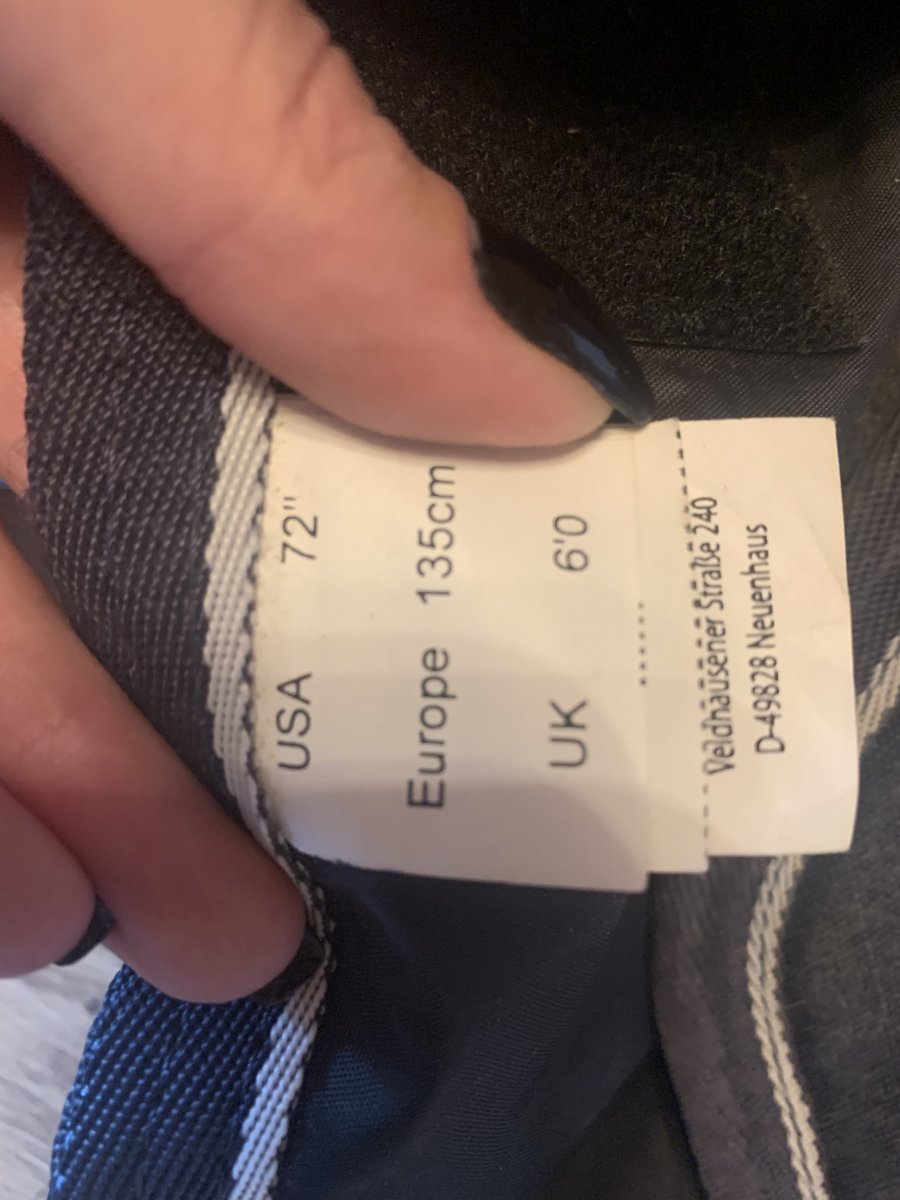 USA 72"
Europe 135cm
UK 6'0
Veldhausener Straße 240
D-49828 Neuenhaus